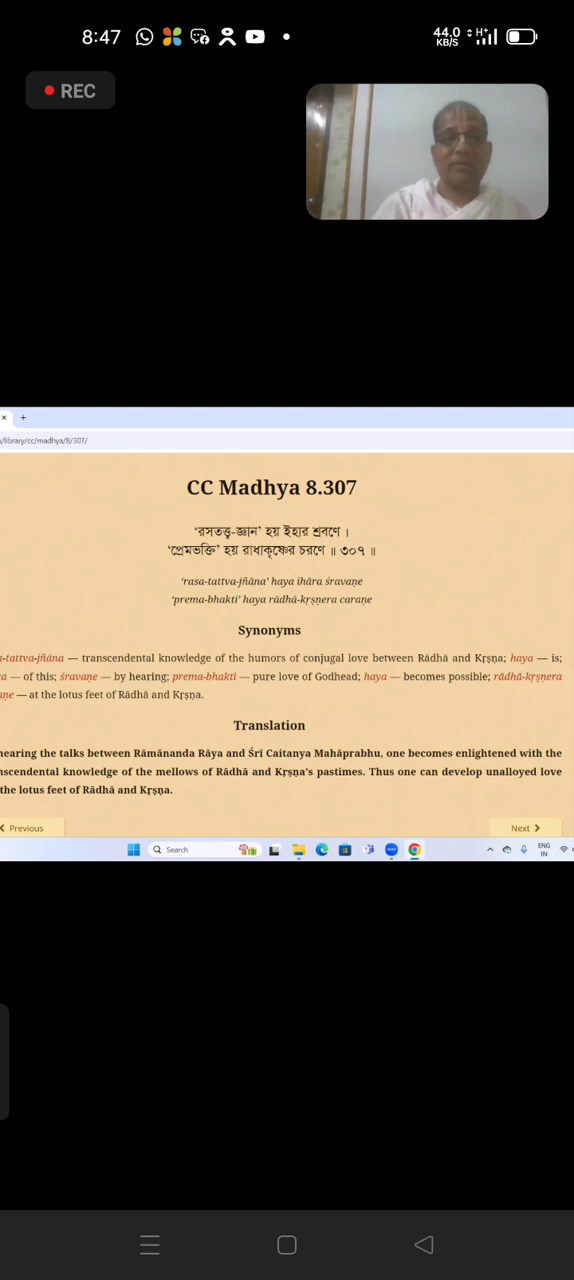 8:47
44.0
KB/S
H+
REC
× +
/library/cc/madhya/8/307/
CC Madhya 8.307
‘রসতত্ত্ব-জ্ঞান’ হয় ইহার শ্রবণে ।
‘প্রেমভক্তি’ হয় রাধাকৃষ্ণের চরণে ॥ ৩০৭ ॥
‘rasa-tattva-jñāna’ haya ihāra śravaṇe
‘prema-bhakti’ haya rādhā-kṛṣṇera caraṇe
Synonyms
-tattva-jñāna — transcendental knowledge of the humors of conjugal love between Rādhā and Kṛṣṇa; haya — is;
— of this; śravaṇe — by hearing; prema-bhakti — pure love of Godhead; haya — becomes possible; rādhā-kṛṣṇera
— at the lotus feet of Rādhā and Kṛṣṇa.
Translation
hearing the talks between Rāmānanda Rāya and Śrī Caitanya Mahāprabhu, one becomes enlightened with the
nscendental knowledge of the mellows of Rādhā and Kṛṣṇa’s pastimes. Thus one can develop unalloyed love
the lotus feet of Rādhā and Kṛṣṇa.
Previous
Next
Search
ENG
IN